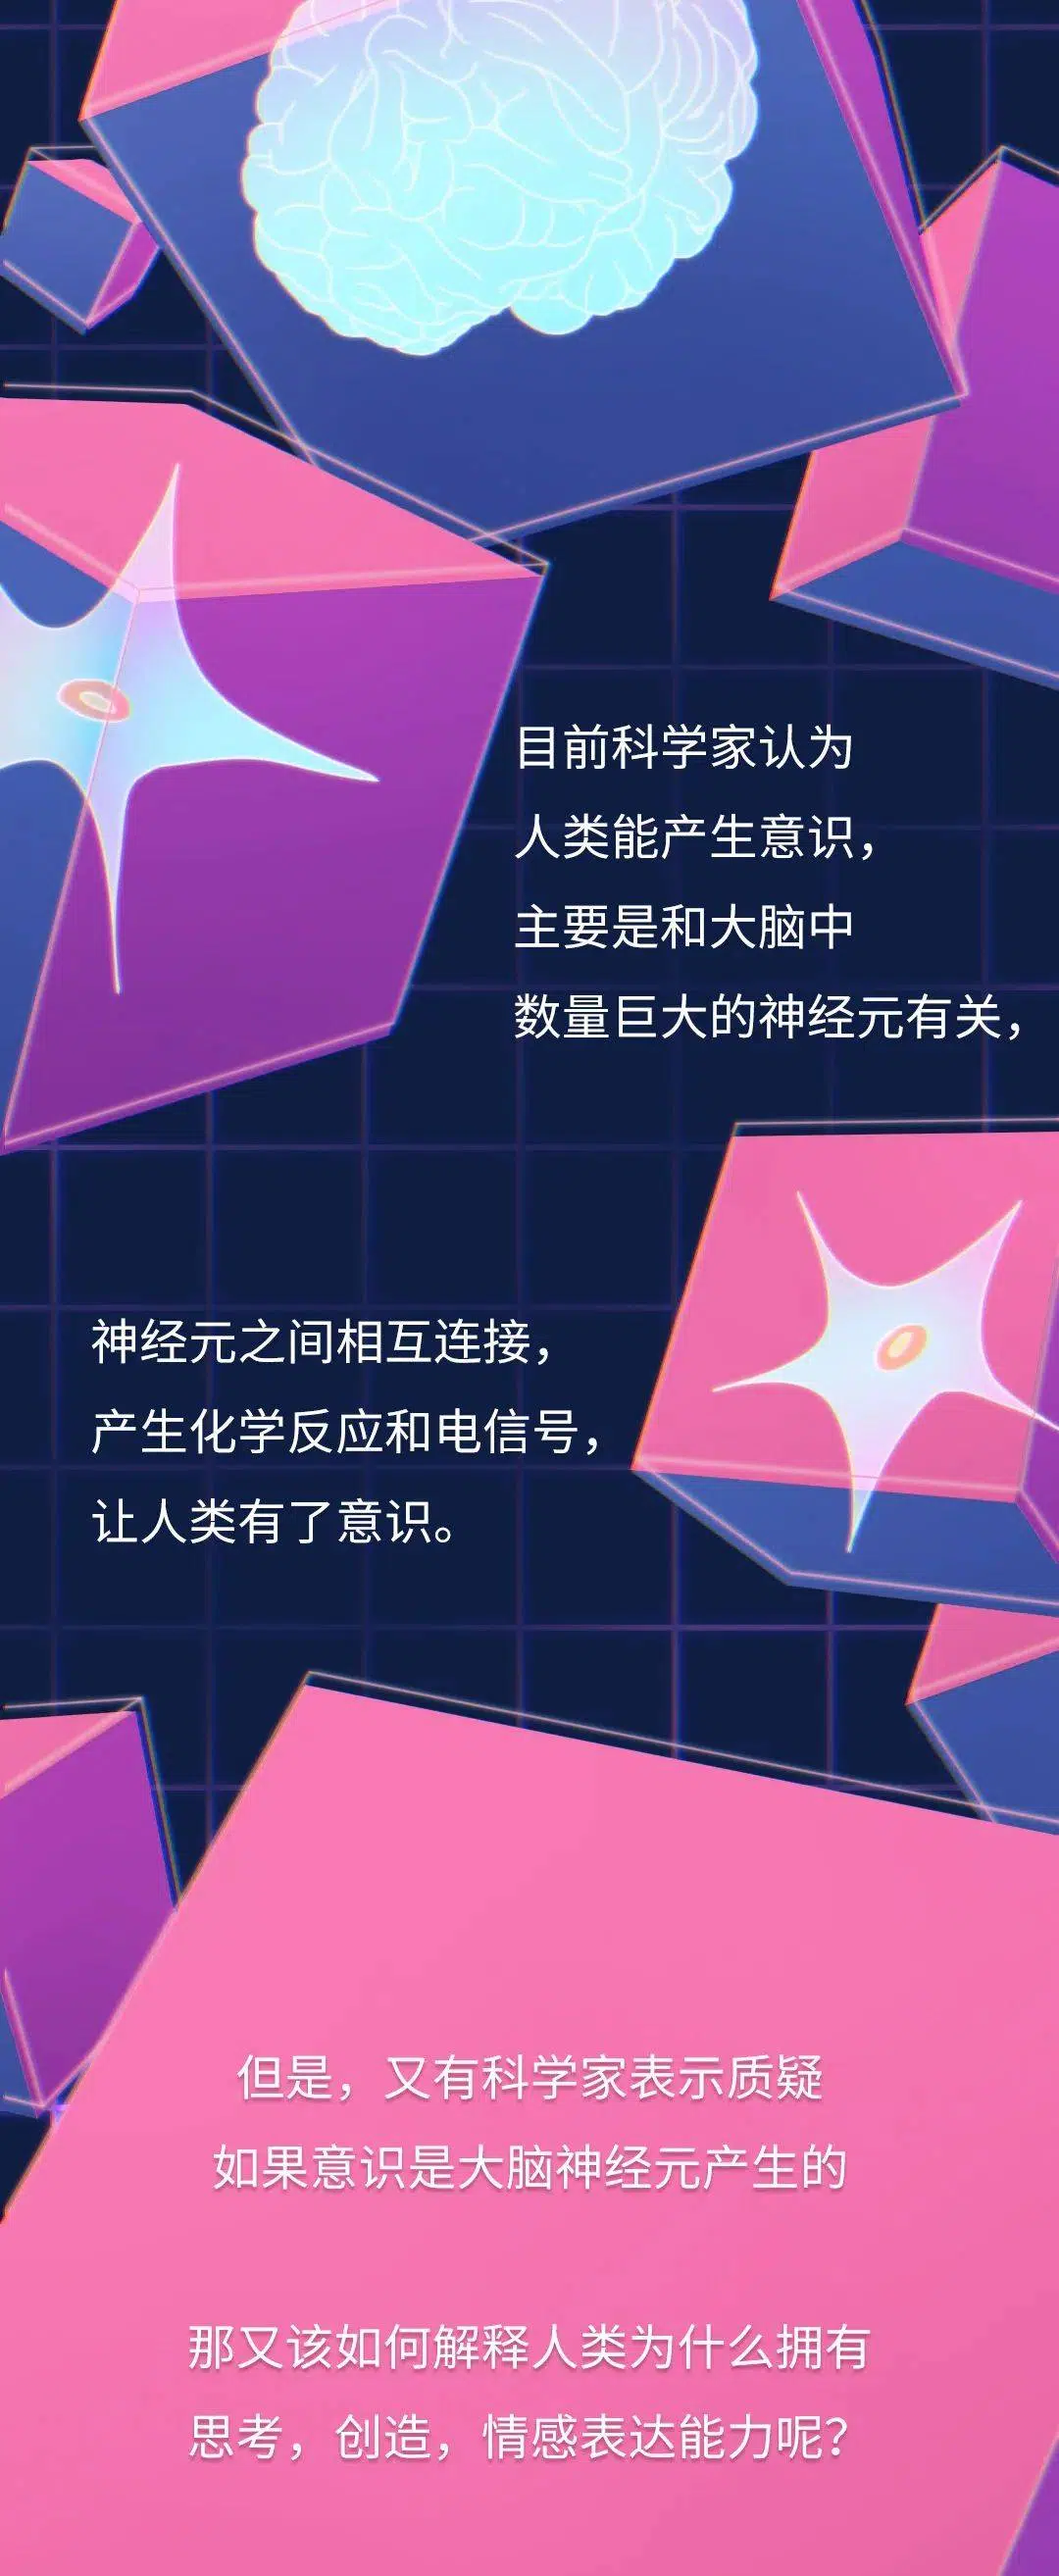 目前科学家认为
人类能产生意识，
主要是和大脑中
数量巨大的神经元有关，
神经元之间相互连接，
产生化学反应和电信号，
让人类有了意识。
但是，又有科学家表示质疑
如果意识是大脑神经元产生的
那又该如何解释人类为什么拥有
思考，创造，情感表达能力呢？